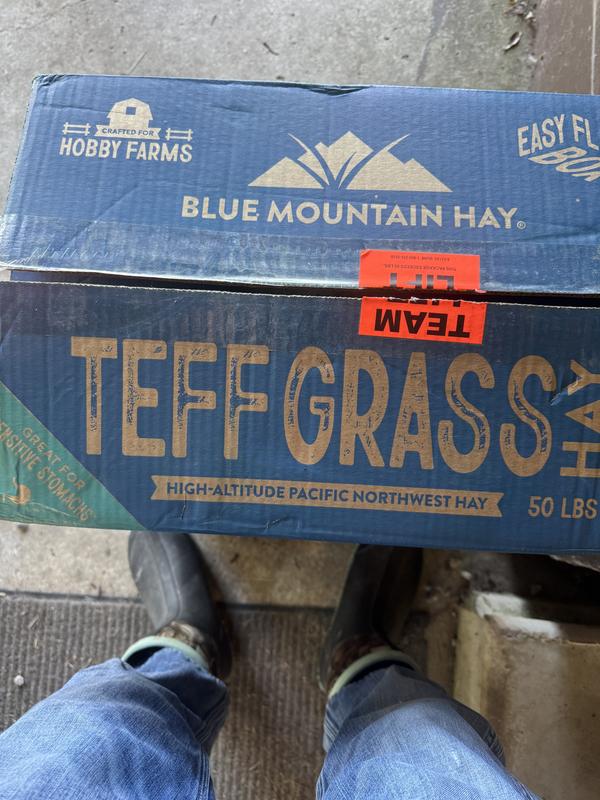 CRAFTED FOR
HOBBY FARMS
EASY FL
BOX
BLUE MOUNTAIN HAY®
TEAM
LIFT
TEFF GRASS
HAY
GREAT FOR
SENSITIVE STOMACHS
HIGH-ALTITUDE PACIFIC NORTHWEST HAY
50 LBS